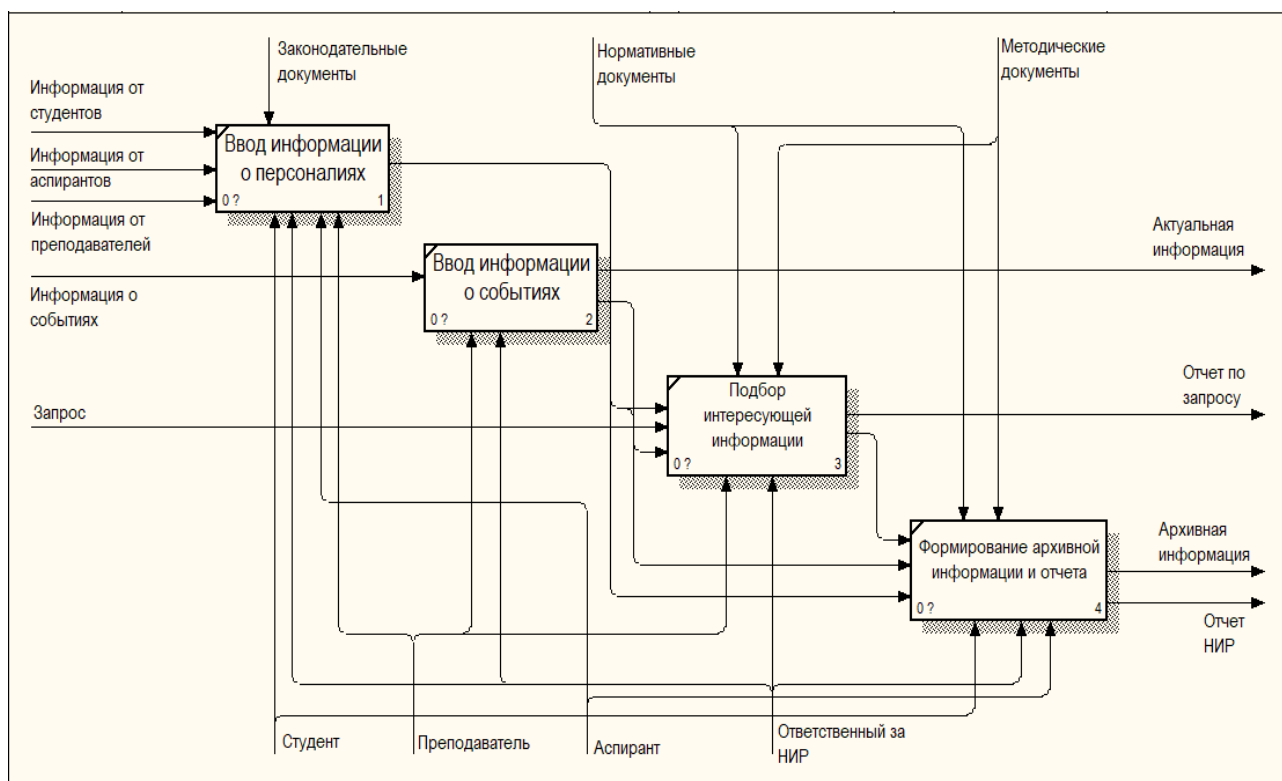 Законодательные
документы
Нормативные
документы
Методические
документы
Информация от
студентов
Информация от
аспирантов
Информация от
преподавателей
Информация о
событиях
Запрос
Ввод информации
о персоналиях
0 ?
1
Ввод информации
о событиях
0 ?
2
Подбор
интересующей
информации
0 ?
3
Формирование архивной
информации и отчета
0 ?
4
Актуальная
информация
Отчет по
запросу
Архивная
информация
Отчет
НИР
Студент
Преподаватель
Аспирант
Ответственный за
НИР